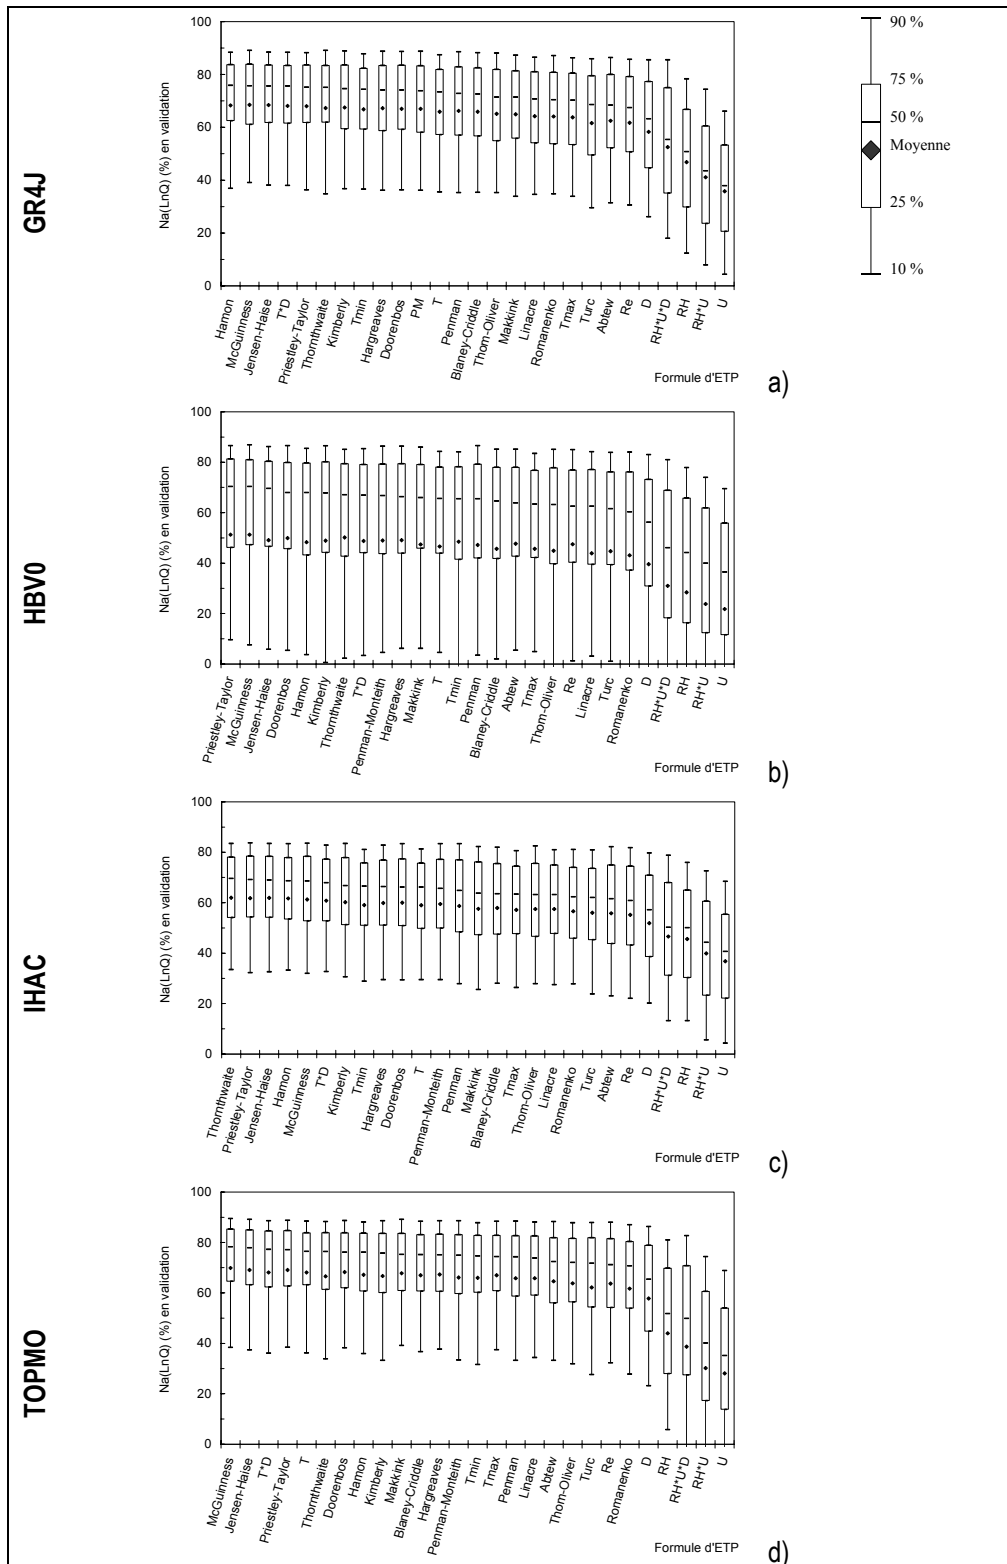 GR4J
Na(LnQ) (%) en validation
100
80
60
40
20
0
Hamon
McGuinness
Jensen-Haise
T*D
Priestley-Taylor
Thornthwaite
Kimberly
Tmin
Hargreaves
Doorenbos
PM
T
Penman
Blaney-Criddle
Thom-Oliver
Makkink
Linacre
Romanenko
Tmax
Turc
Abtew
Re
D
RH*U*D
RH
RH*U
U
Formule d'ETP
a)
90 %
75 %
50 %
Moyenne
25 %
10 %
HBV0
Na(LnQ) (%) en validation
100
80
60
40
20
0
Priestley-Taylor
McGuinness
Jensen-Haise
Doorenbos
Hamon
Kimberly
Thornthwaite
T*D
Penman-Monteith
Hargreaves
Makkink
T
Tmin
Penman
Blaney-Criddle
Abtew
Tmax
Thom-Oliver
Re
Linacre
Turc
Romanenko
D
RH*U*D
RH
RH*U
U
Formule d'ETP
b)
IHAC
Na(LnQ) (%) en validation
100
80
60
40
20
0
Thornthwaite
Priestley-Taylor
Jensen-Haise
Hamon
McGuinness
T*D
Kimberly
Tmin
Hargreaves
Doorenbos
T
Penman-Monteith
Penman
Makkink
Blaney-Criddle
Tmax
Thom-Oliver
Linacre
Romanenko
Turc
Abtew
Re
D
RH*U*D
RH
RH*U
U
Formule d'ETP
c)
TOPMO
Na(LnQ) (%) en validation
100
80
60
40
20
0
McGuinness
Jensen-Haise
T*D
Priestley-Taylor
T
Thornthwaite
Doorenbos
Hamon
Kimberly
Makkink
Blaney-Criddle
Hargreaves
Penman-Monteith
Tmin
Tmax
Penman
Linacre
Abtew
Thom-Oliver
Turc
Re
Romanenko
D
RH
RH*U*D
RH*U
U
Formule d'ETP
d)